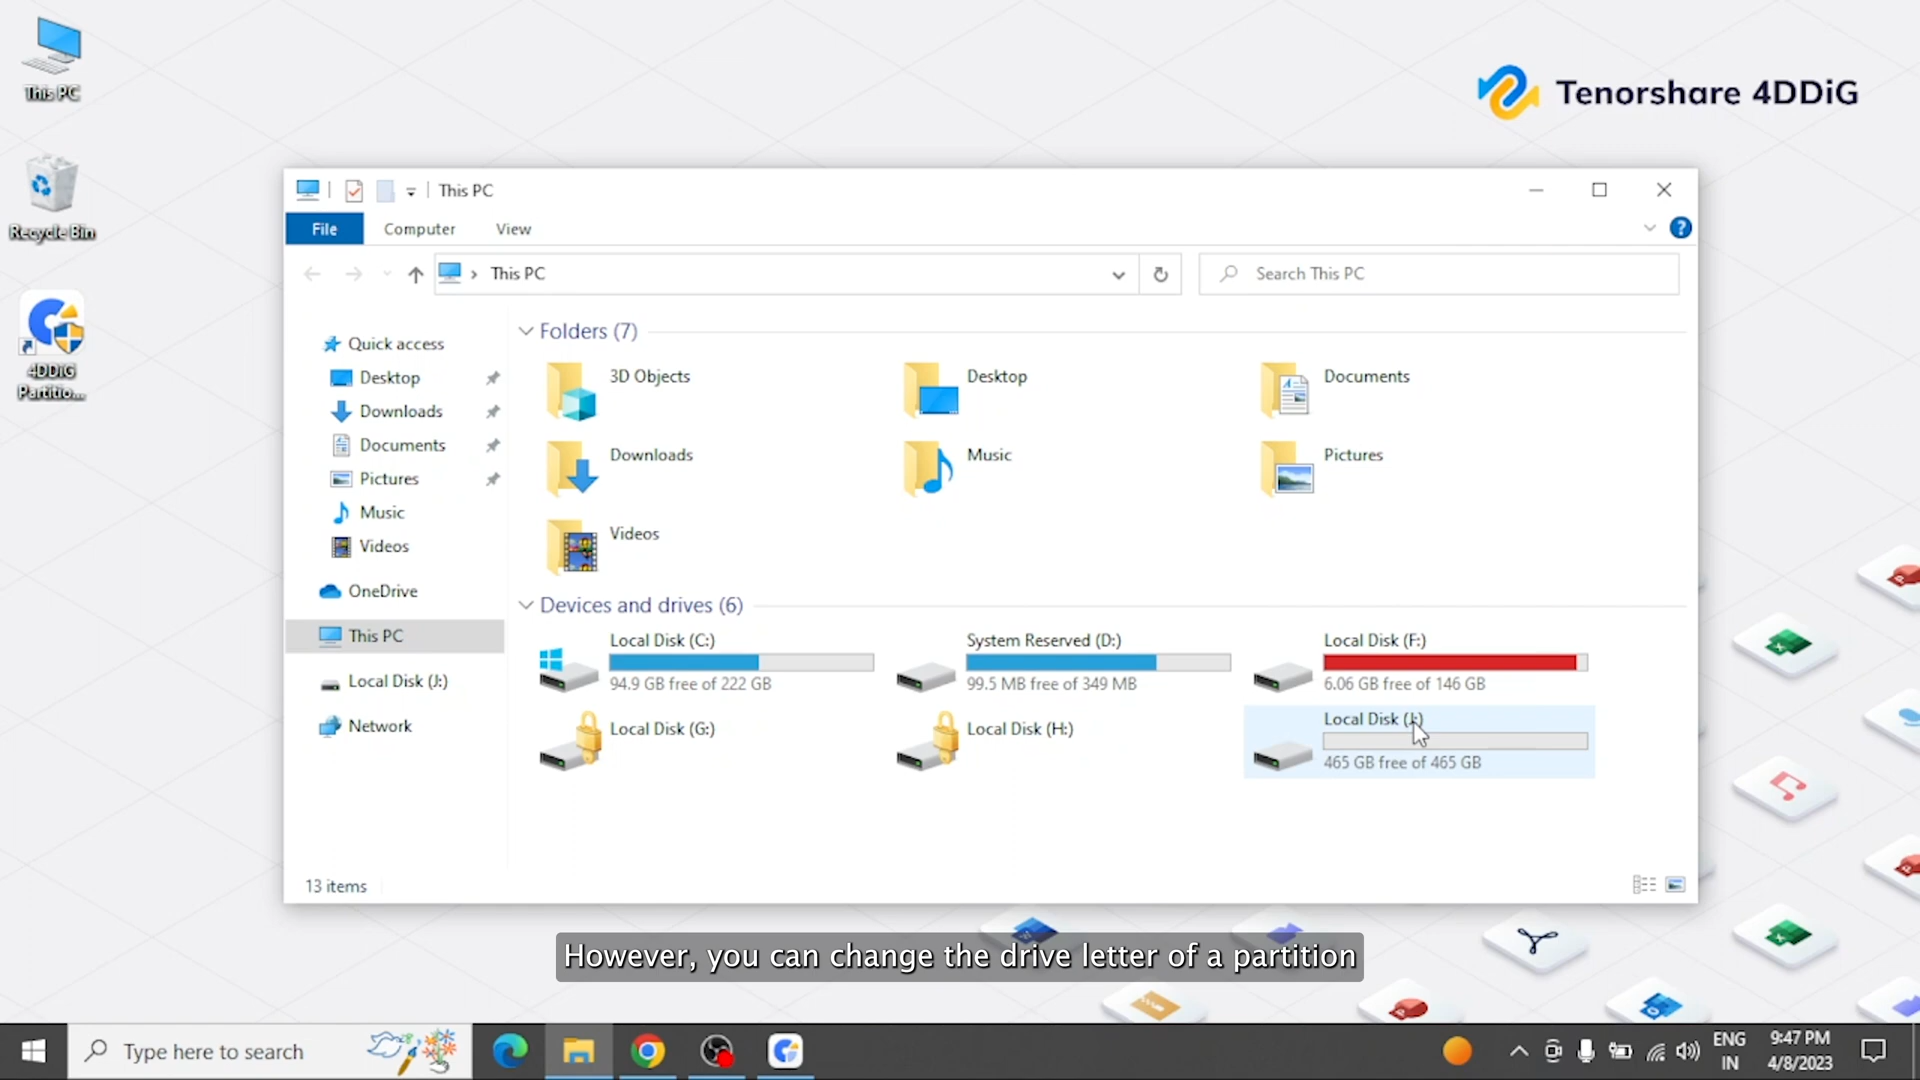 This PC
Recycle Bin
4DDiG
Partitio...
Tenorshare 4DDiG
This PC
File
Computer
View
This PC
Search This PC
Quick access
Desktop
Downloads
Documents
Pictures
Music
Videos
OneDrive
This PC
Local Disk (J:)
Network
Folders (7)
3D Objects
Desktop
Documents
Downloads
Music
Pictures
Videos
Devices and drives (6)
Local Disk (C:)
94.9 GB free of 222 GB
System Reserved (D:)
99.5 MB free of 349 MB
Local Disk (F:)
6.06 GB free of 146 GB
Local Disk (G:)
Local Disk (H:)
Local Disk
465 GB free of 465 GB
13 items
However, you can change the drive letter of a partition
Type here to search
ENG
IN
9:47 PM
4/8/2023